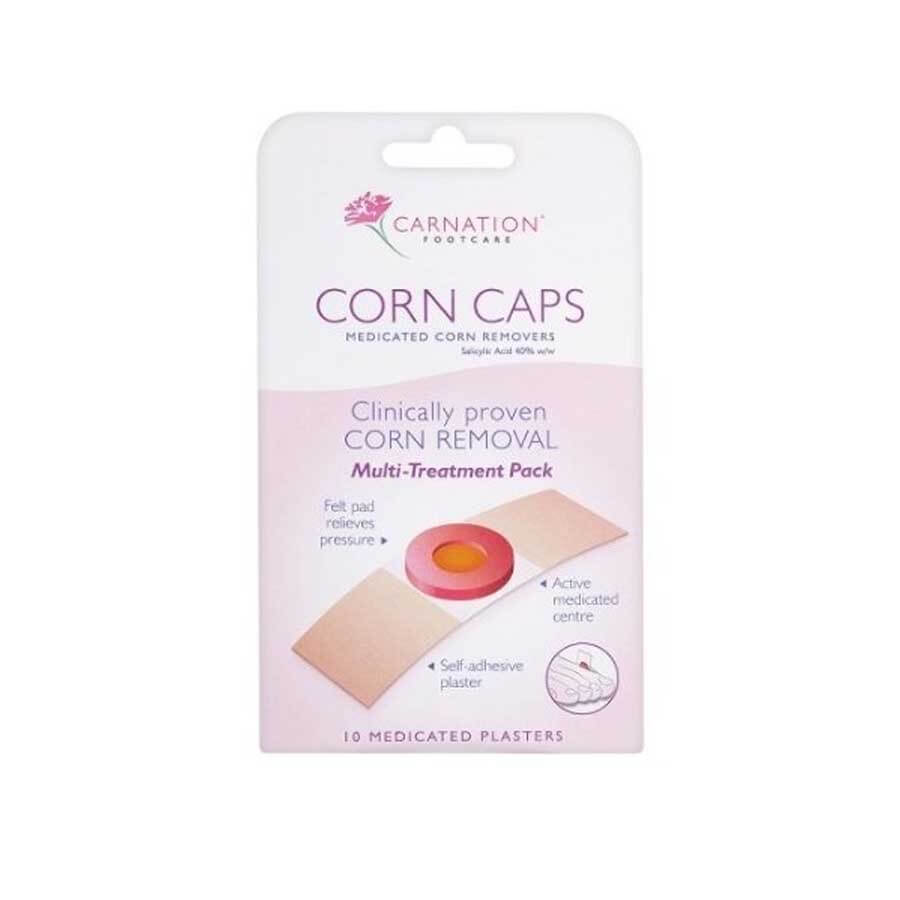 CARNATION®
FOOTCARE
CORN CAPS
MEDICATED CORN REMOVERS
Salicylic Acid 40% w/w
Clinically proven
CORN REMOVAL
Multi-Treatment Pack
Felt pad
relieves
pressure
Active
medicated
centre
Self-adhesive
plaster
10 MEDICATED PLASTERS